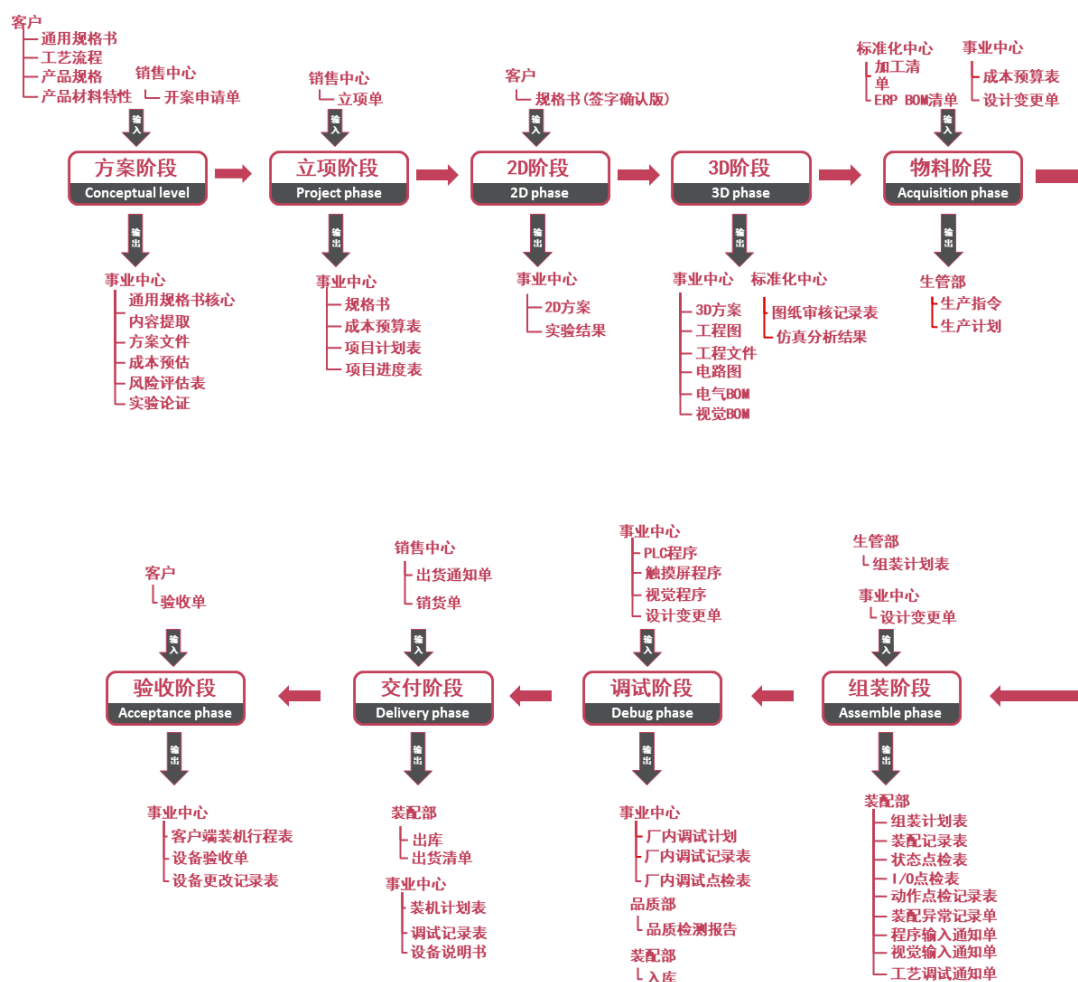 客户
通用规格书
工艺流程
产品规格
产品材料特性
销售中心
开案申请单
输入
方案阶段
Conceptual level
输出
事业中心
通用规格书核心
内容提取
方案文件
成本预估
风险评估表
实验论证
销售中心
立项单
输入
立项阶段
Project phase
输出
事业中心
规格书
成本预算表
项目计划表
项目进度表
客户
规格书(签字确认版)
输入
2D阶段
2D phase
输出
事业中心
2D方案
实验结果
3D阶段
3D phase
输出
事业中心
3D方案
工程图
工程文件
电路图
电气BOM
视觉BOM
标准化中心
图纸审核记录表
仿真分析结果
标准化中心
加工清
单
ERP BOM清单
事业中心
成本预算表
设计变更单
输入
物料阶段
Acquisition phase
输出
生管部
生产指令
生产计划
生管部
组装计划表
事业中心
设计变更单
输入
组装阶段
Assemble phase
输出
装配部
组装计划表
装配记录表
状态点检表
I/O点检表
动作点检记录表
装配异常记录单
程序输入通知单
视觉输入通知单
工艺调试通知单
事业中心
PLC程序
触摸屏程序
视觉程序
设计变更单
输入
调试阶段
Debug phase
输出
事业中心
厂内调试计划
厂内调试记录表
厂内调试点检表
品质部
品质检测报告
装配部
入库
销售中心
出货通知单
销货单
输入
交付阶段
Delivery phase
输出
装配部
出库
出货清单
事业中心
装机计划表
调试记录表
设备说明书
客户
验收单
输入
验收阶段
Acceptance phase
输出
事业中心
客户端装机行程表
设备验收单
设备更改记录表